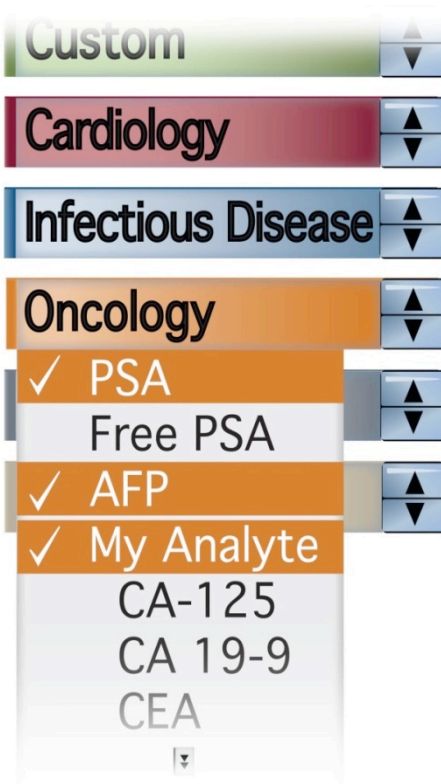 Custom
Cardiology
Infectious Disease
Oncology
✓ PSA
Free PSA
✓ AFP
✓ My Analyte
CA-125
CA 19-9
CEA